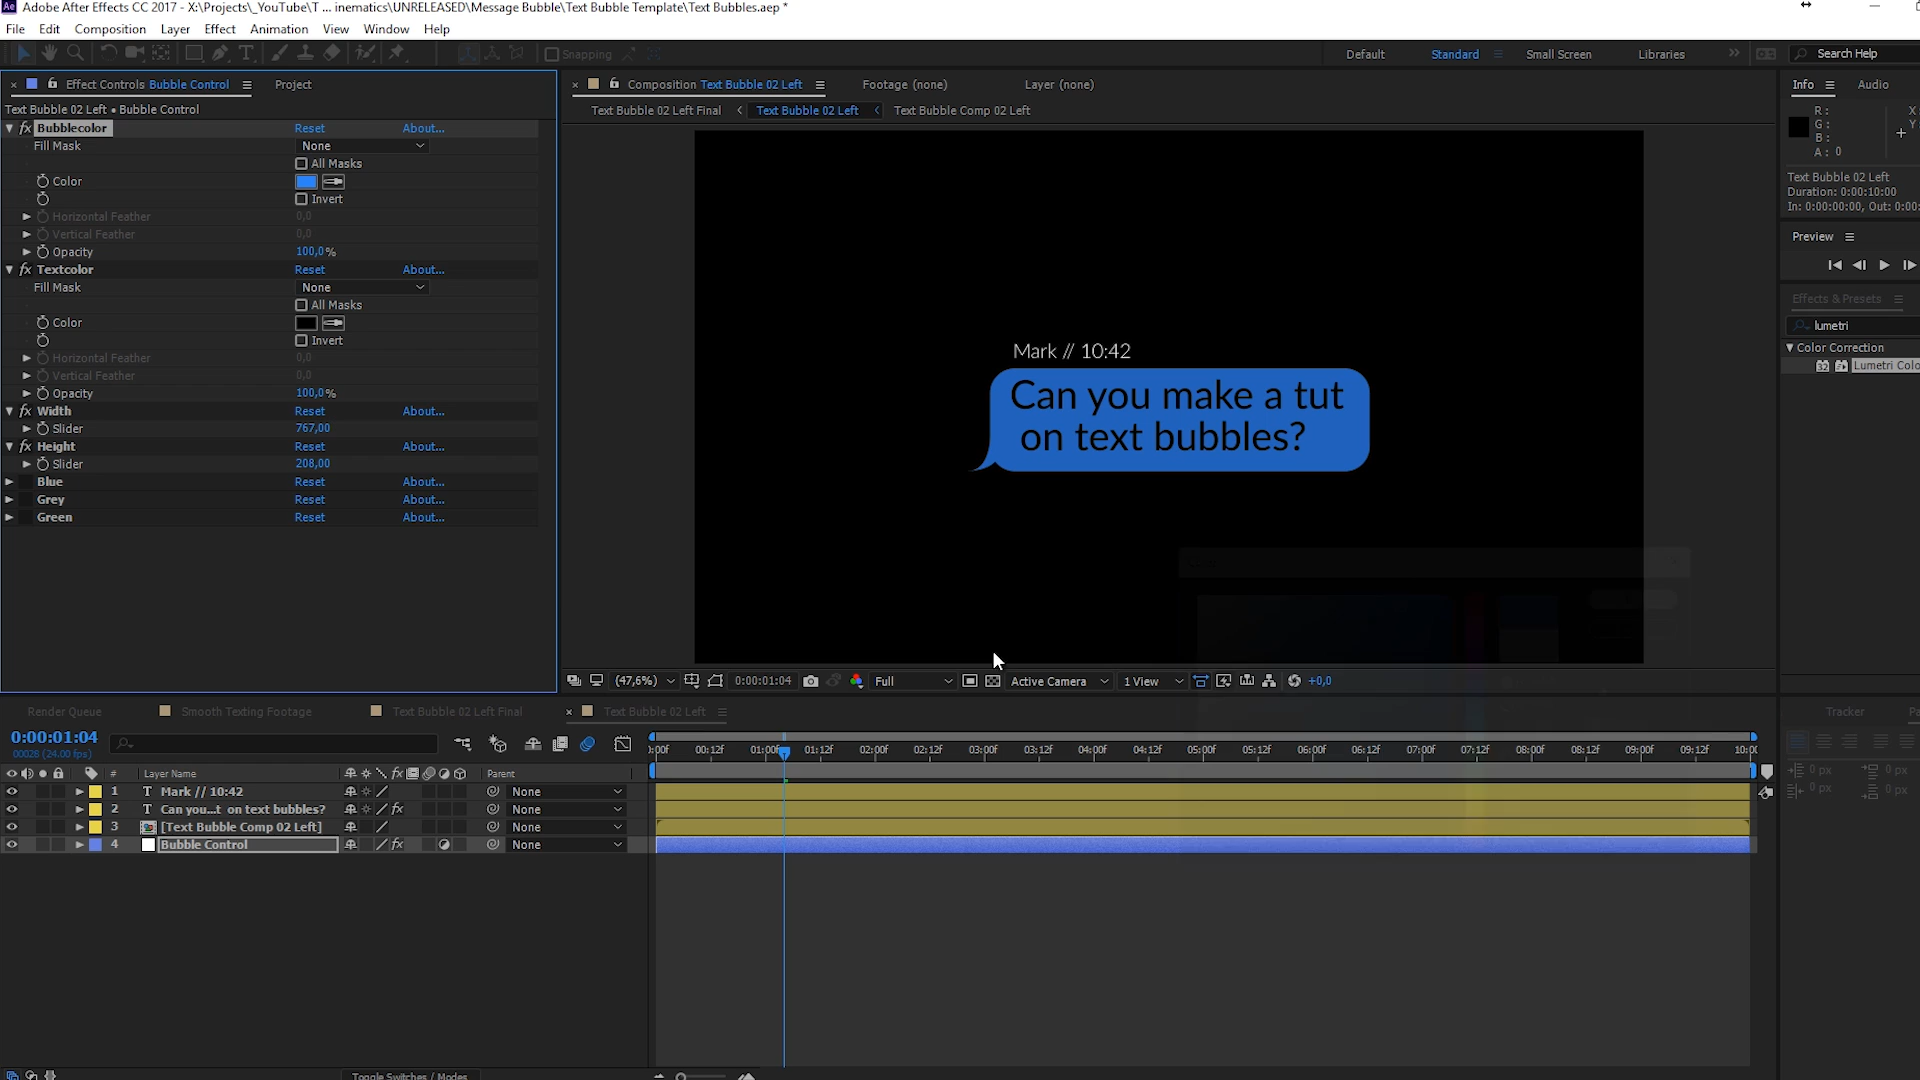 Adobe After Effects CC 2017 - X:\Projects\_YouTube\T ... inematics\UNRELEASED\Message Bubble\Text Bubble Template\Text Bubbles.aep *
File Edit Composition Layer Effect Animation View Window Help
Snapping Default Standard Small Screen Libraries Search Help
Effect Controls Bubble Control Project
Composition Text Bubble 02 Left Footage (none) Layer (none)
Info Audio
Text Bubble 02 Left • Bubble Control
Text Bubble 02 Left Final Text Bubble 02 Left Text Bubble Comp 02 Left
R: X:
G: Y:
B:
A: 0
Bubblecolor Reset About...
Fill Mask None
All Masks
Color
Invert
Horizontal Feather 0,0
Vertical Feather 0,0
Opacity 100,0%
Textcolor Reset About...
Fill Mask None
All Masks
Color
Invert
Horizontal Feather 0,0
Vertical Feather 0,0
Opacity 100,0%
Width Reset About...
Slider 767,00
Height Reset About...
Slider 208,00
Blue Reset About...
Grey Reset About...
Green Reset About...
Mark // 10:42
Can you make a tut
on text bubbles?
Text Bubble 02 Left
Duration: 0:00:10:00
In: 0:00:00:00, Out: 0:00:
Preview
Effects & Presets
lumetri
Color Correction
32 Lumetri Colo
(47,6%) 0:00:01:04 Full Active Camera 1 View +0,0
Render Queue Smooth Texting Footage Text Bubble 02 Left Final Text Bubble 02 Left
Tracker Pa
0:00:01:04
00028 (24.00 fps)
:00f 00:12f 01:00f 01:12f 02:00f 02:12f 03:00f 03:12f 04:00f 04:12f 05:00f 05:12f 06:00f 06:12f 07:00f 07:12f 08:00f 08:12f 09:00f 09:12f 10:00
# Layer Name fx Parent
1 T Mark // 10:42 None
2 T Can you...t on text bubbles? fx None
3 [Text Bubble Comp 02 Left] None
4 Bubble Control fx None
0 px 0 px
0 px 0 px
Toggle Switches / Modes